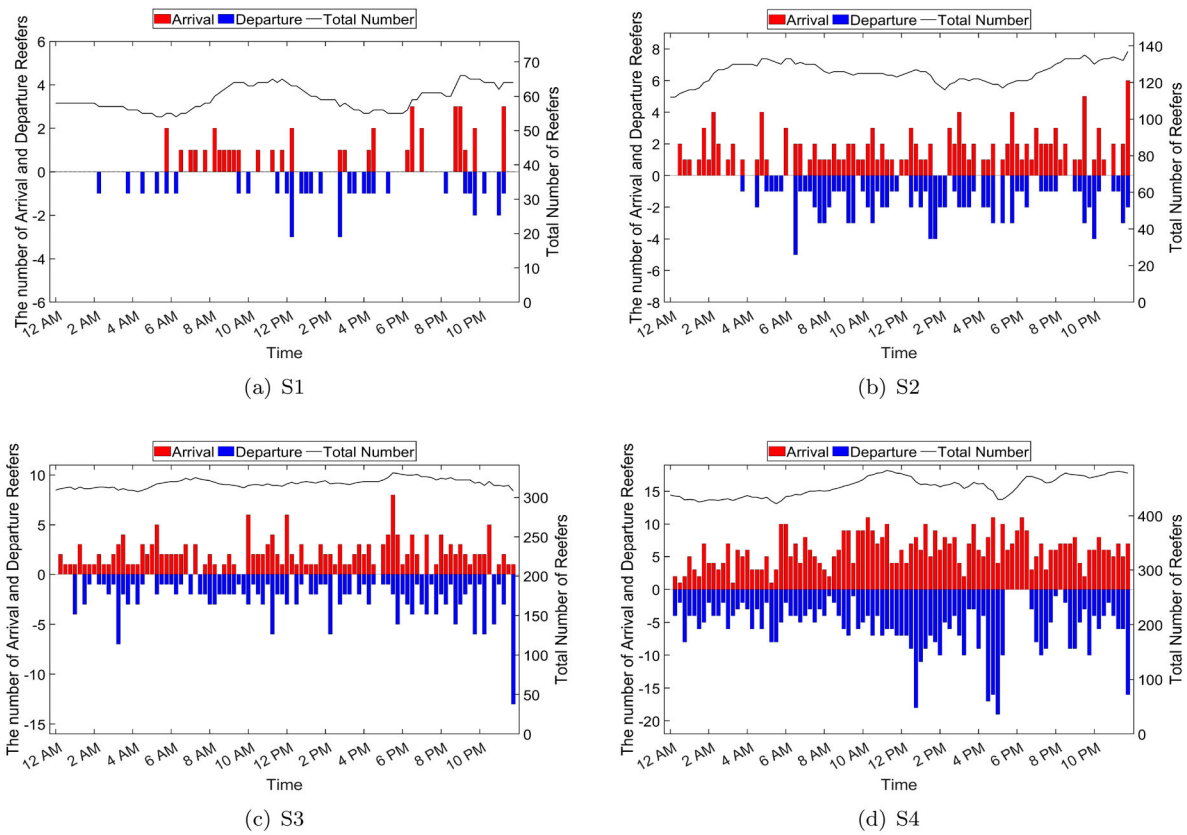 Arrival Departure Total Number
The number of Arrival and Departure Reefers
6
4
2
0
-2
-4
-6
70
60
50
40
30
20
10
0
Total Number of Reefers
12 AM 2 AM 4 AM 6 AM 8 AM 10 AM 12 PM 2 PM 4 PM 6 PM 8 PM 10 PM
Time
(a) S1
Arrival Departure Total Number
The number of Arrival and Departure Reefers
8
6
4
2
0
-2
-4
-6
-8
140
120
100
80
60
40
20
0
Total Number of Reefers
12 AM 2 AM 4 AM 6 AM 8 AM 10 AM 12 PM 2 PM 4 PM 6 PM 8 PM 10 PM
Time
(b) S2
Arrival Departure Total Number
The number of Arrival and Departure Reefers
10
5
0
-5
-10
-15
300
250
200
150
100
50
0
Total Number of Reefers
12 AM 2 AM 4 AM 6 AM 8 AM 10 AM 12 PM 2 PM 4 PM 6 PM 8 PM 10 PM
Time
(c) S3
Arrival Departure Total Number
The number of Arrival and Departure Reefers
15
10
5
0
-5
-10
-15
-20
400
300
200
100
0
Total Number of Reefers
12 AM 2 AM 4 AM 6 AM 8 AM 10 AM 12 PM 2 PM 4 PM 6 PM 8 PM 10 PM
Time
(d) S4